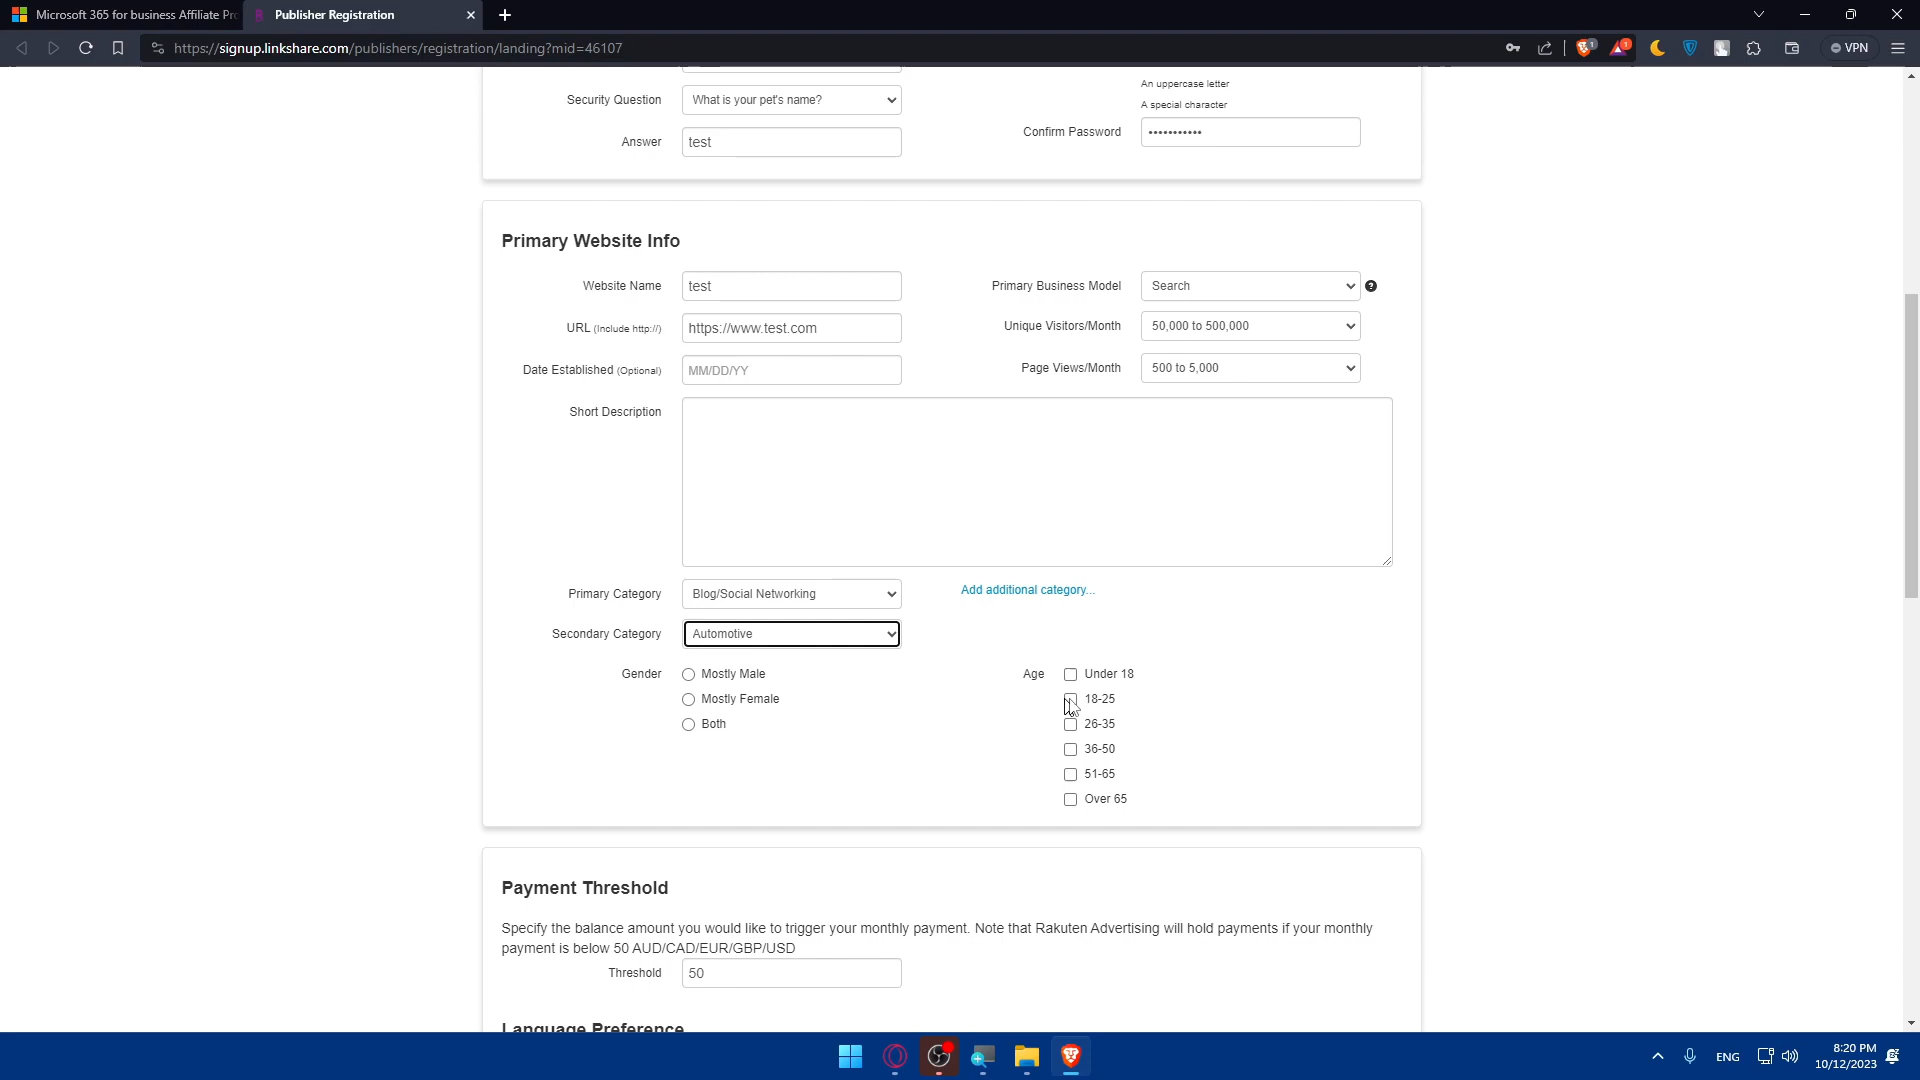 Microsoft 365 for business Affiliate Pro
Publisher Registration
https://signup.linkshare.com/publishers/registration/landing?mid=46107
1
1
VPN
An uppercase letter
Security Question What is your pet's name?
A special character
Confirm Password •••••••••••
Answer test
Primary Website Info
Website Name test
Primary Business Model Search ?
URL (Include http://) https://www.test.com
Unique Visitors/Month 50,000 to 500,000
Date Established (Optional) MM/DD/YY
Page Views/Month 500 to 5,000
Short Description
Primary Category Blog/Social Networking
Add additional category...
Secondary Category Automotive
Gender Mostly Male
Mostly Female
Both
Age Under 18
18-25
26-35
36-50
51-65
Over 65
Payment Threshold
Specify the balance amount you would like to trigger your monthly payment. Note that Rakuten Advertising will hold payments if your monthly
payment is below 50 AUD/CAD/EUR/GBP/USD
Threshold 50
Language Preference
ENG
8:20 PM
10/12/2023